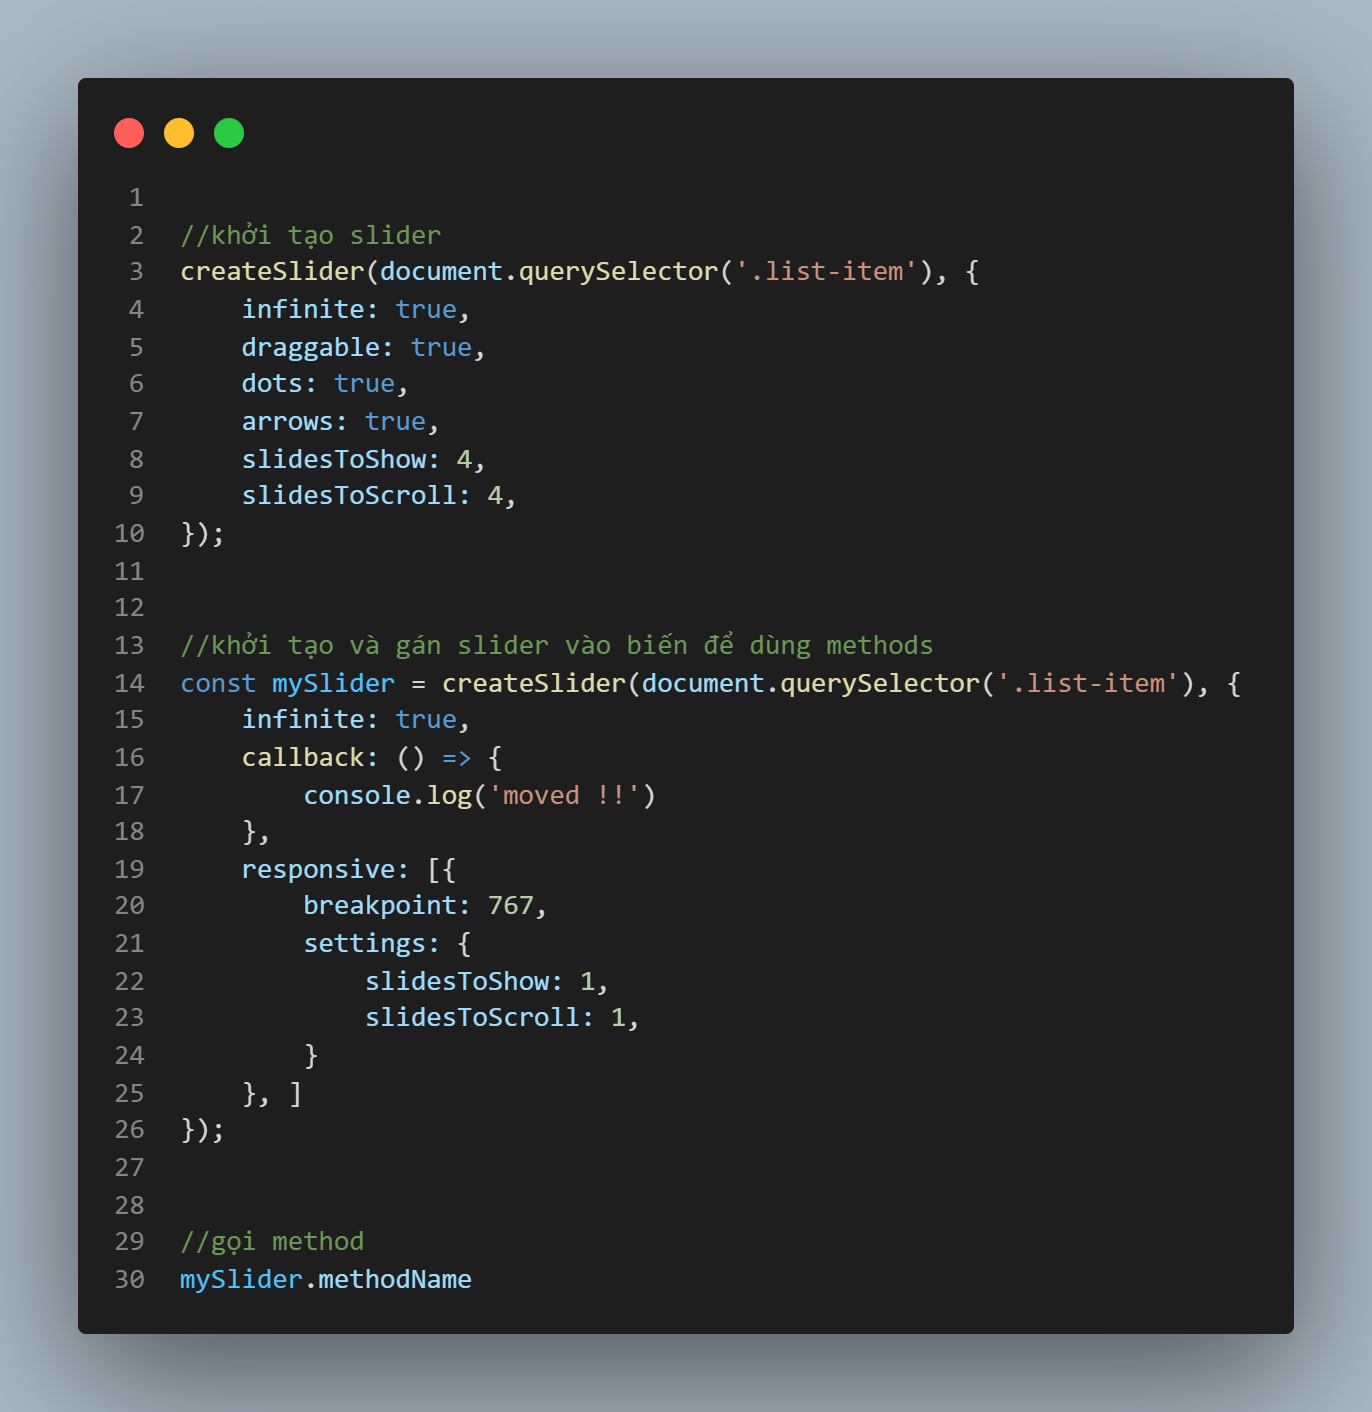 1
2 //khởi tạo slider
3 createSlider(document.querySelector('.list-item'), {
4     infinite: true,
5     draggable: true,
6     dots: true,
7     arrows: true,
8     slidesToShow: 4,
9     slidesToScroll: 4,
10 });
11
12
13 //khởi tạo và gán slider vào biến để dùng methods
14 const mySlider = createSlider(document.querySelector('.list-item'), {
15     infinite: true,
16     callback: () => {
17         console.log('moved !!')
18     },
19     responsive: [{
20         breakpoint: 767,
21         settings: {
22             slidesToShow: 1,
23             slidesToScroll: 1,
24         }
25     }, ]
26 });
27
28
29 //gọi method
30 mySlider.methodName